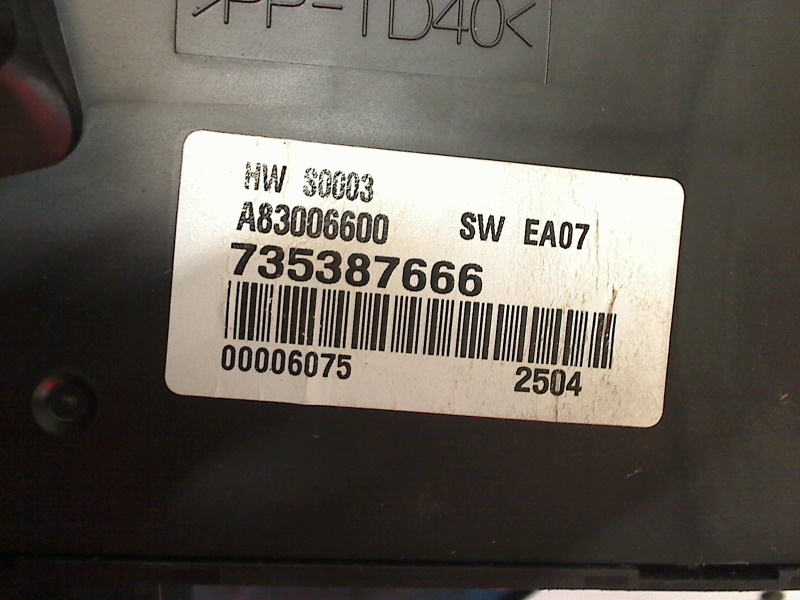 >PP-TD40<
HW S0003
A83006600 SW EA07
735387666
00006075 2504